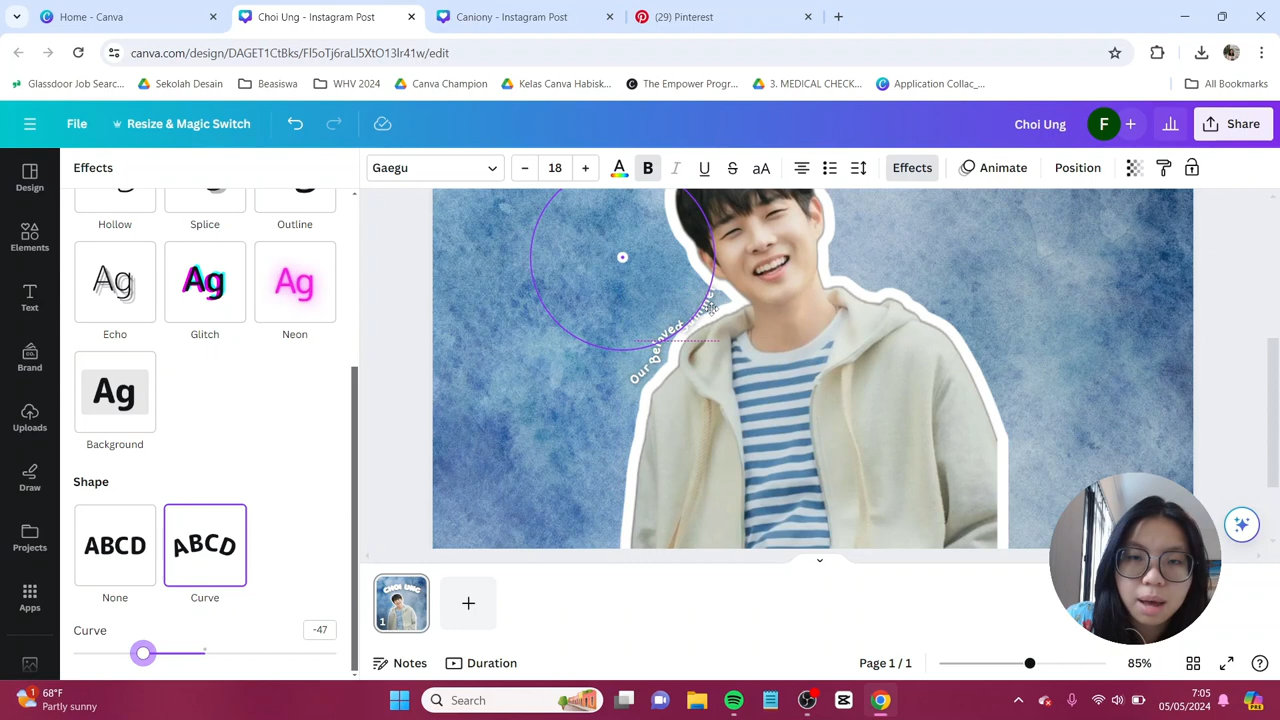 Home - Canva
Choi Ung - Instagram Post
Caniony - Instagram Post
(29) Pinterest
canva.com/design/DAGET1CtBks/Fl5oTj6raLl5XtO13Ir41w/edit
Glassdoor Job Searc...
Sekolah Desain
Beasiswa
WHV 2024
Canva Champion
Kelas Canva Habisk...
The Empower Progr...
3. MEDICAL CHECK...
Application Collac_...
All Bookmarks
File
Resize & Magic Switch
Choi Ung
F
Share
Effects
Gaegu
18
A
B
I
U
S
aA
Effects
Animate
Position
Design
Elements
Text
Brand
Uploads
Draw
Projects
Apps
Hollow
Splice
Outline
Ag
Ag
Ag
Echo
Glitch
Neon
Ag
Background
Shape
ABCD
ABCD
None
Curve
Curve
-47
Our Beloved
CHOI UNG
1
Notes
Duration
Page 1 / 1
85%
68°F
Partly sunny
Search
7:05
05/05/2024